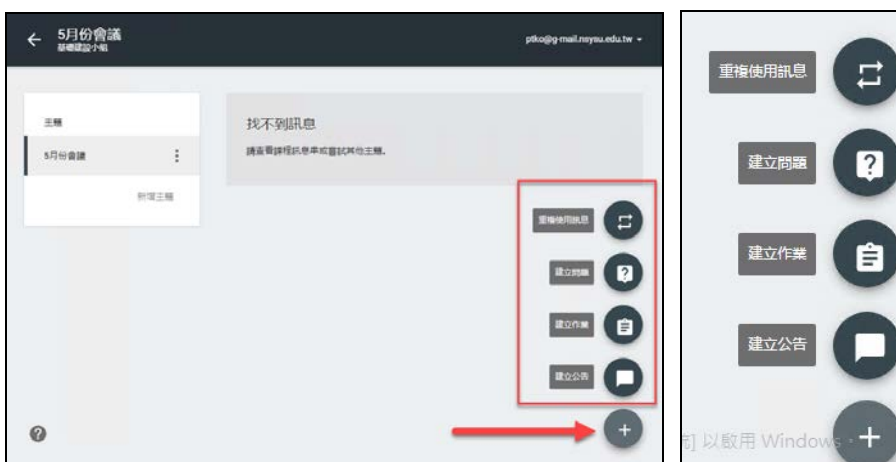 5月份會議
基礎建設小組
ptko@g-mail.nsysu.edu.tw
主題
5月份會議
新增主題
找不到訊息
請查看課程訊息串或嘗試其他主題。
重複使用訊息
建立問題
建立作業
建立公告
重複使用訊息
建立問題
建立作業
建立公告
] 以啟用 Windows。